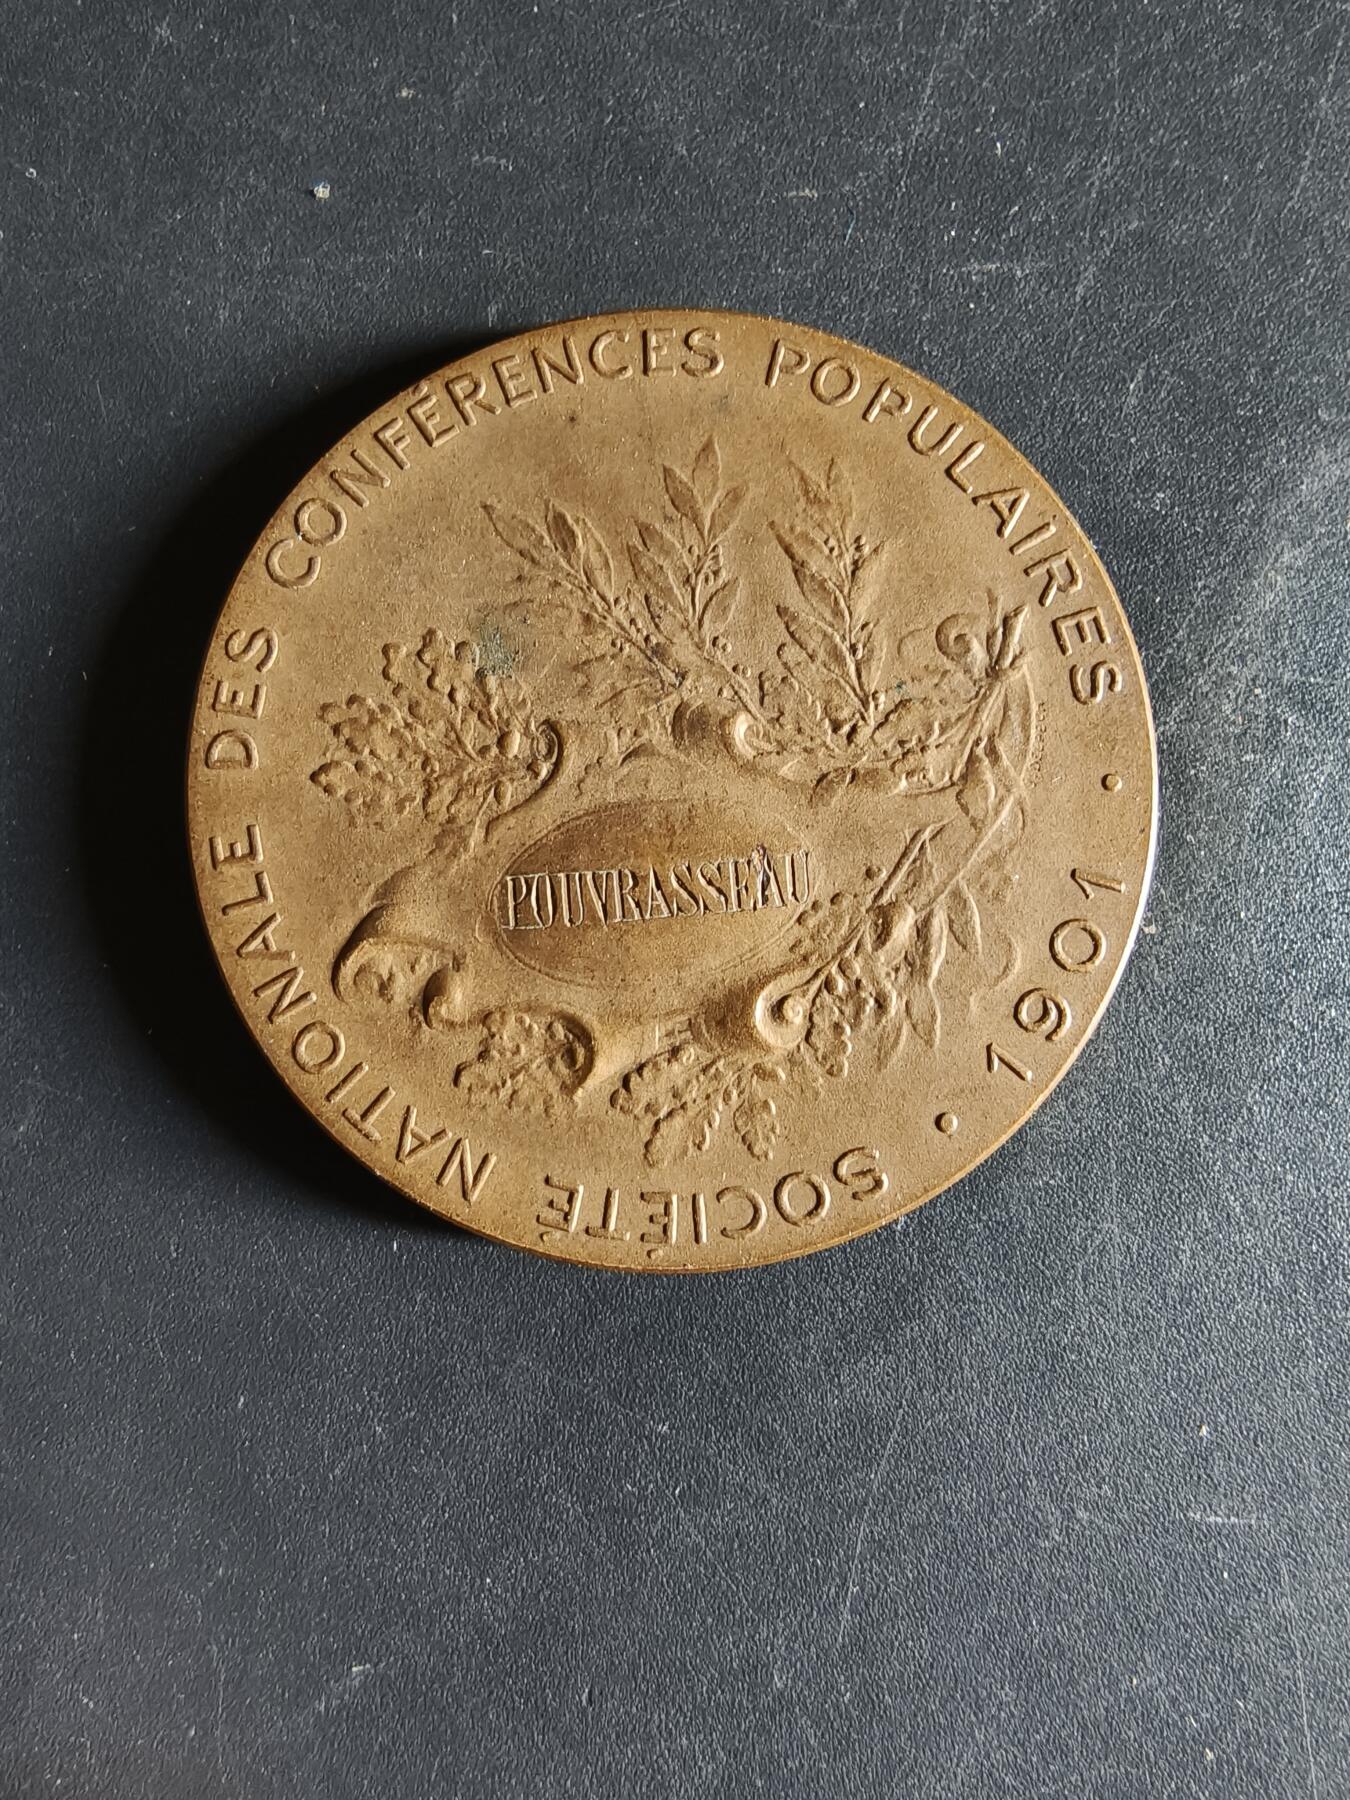 SOCIÉTÉ NATIONALE DES CONFÉRENCES POPULAIRES
• 1901 •
POUVRASSEAU